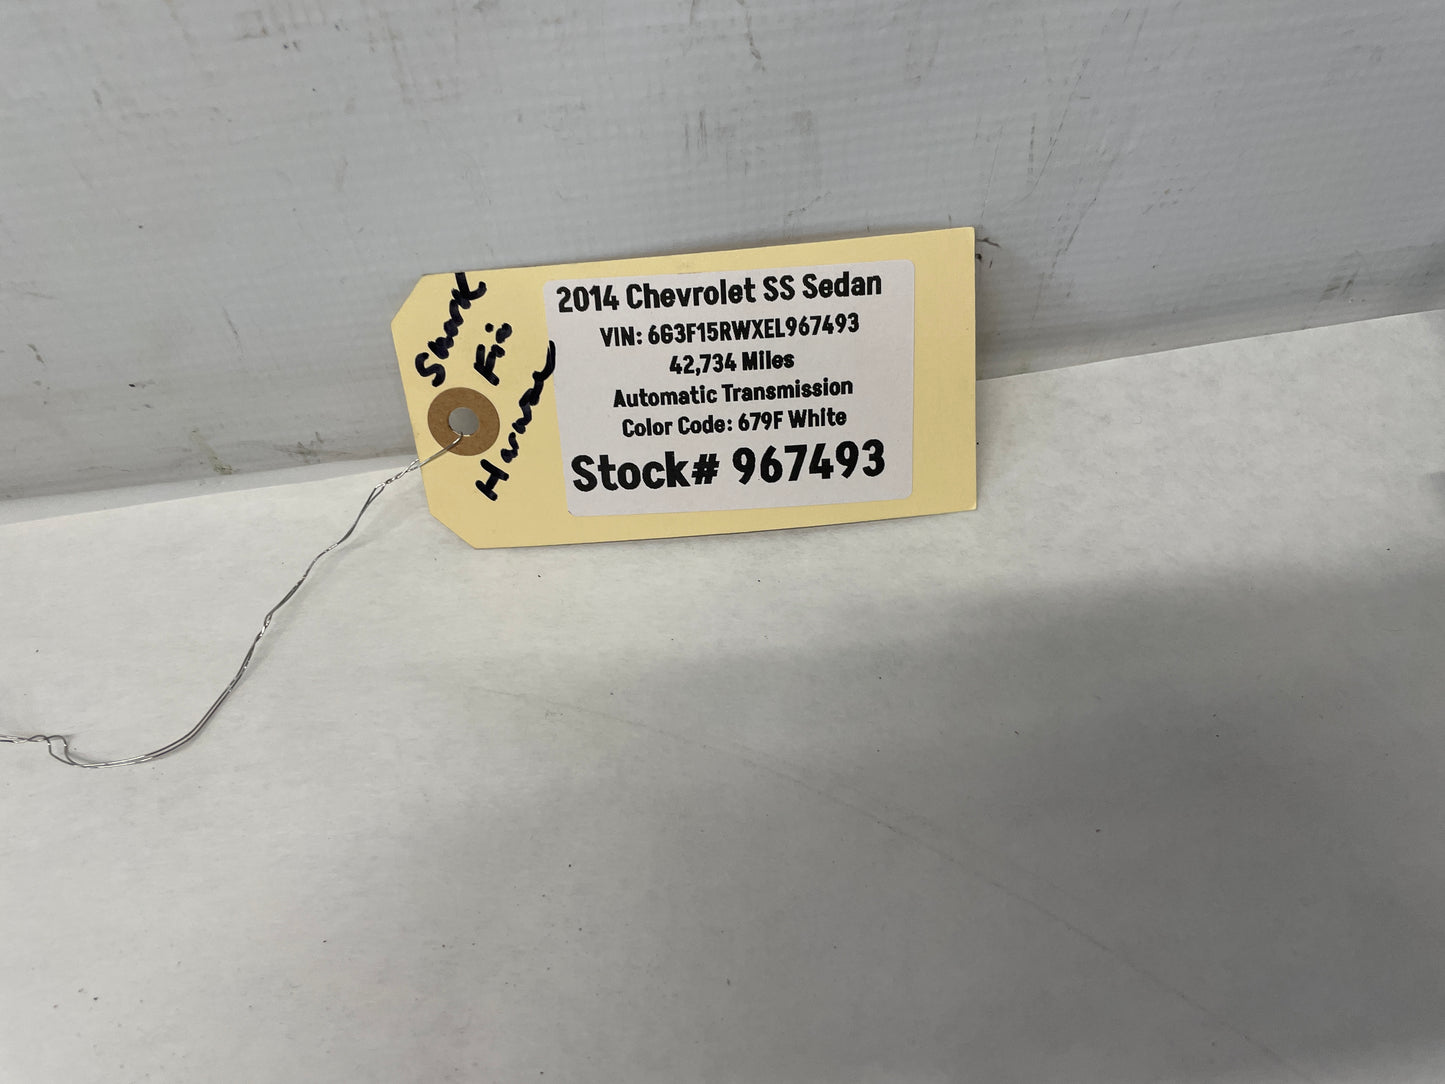 Shark
Fin
Harness
2014 Chevrolet SS Sedan
VIN: 6G3F15RWXEL967493
42,734 Miles
Automatic Transmission
Color Code: 679F White
Stock# 967493